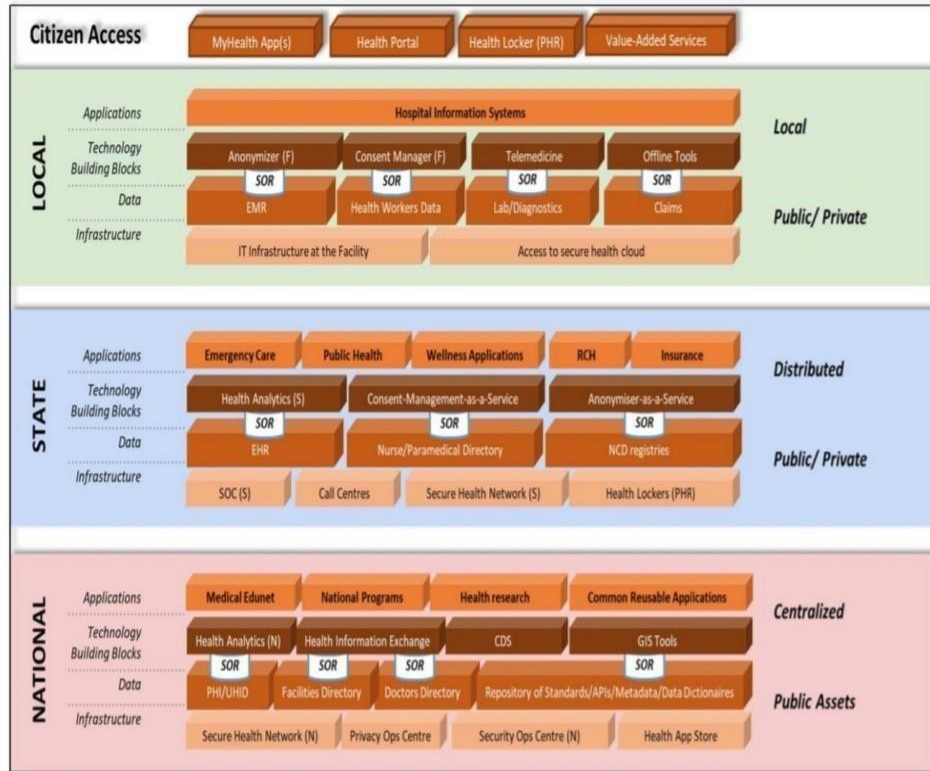 Citizen Access
MyHealth App(s) Health Portal Health Locker (PHR) Value-Added Services
LOCAL
Applications
Hospital Information Systems
Local
Technology
Building Blocks
Anonymizer (F) Consent Manager (F) Telemedicine Offline Tools
SOR SOR SOR SOR
Data
EMR Health Workers Data Lab/Diagnostics Claims
Public/ Private
Infrastructure
IT Infrastructure at the Facility Access to secure health cloud
STATE
Applications
Emergency Care Public Health Wellness Applications RCH Insurance
Distributed
Technology
Building Blocks
Health Analytics (S) Consent-Management-as-a-Service Anonymiser-as-a-Service
SOR SOR SOR
Data
EHR Nurse/Paramedical Directory NCD registries
Public/ Private
Infrastructure
SOC (S) Call Centres Secure Health Network (S) Health Lockers (PHR)
NATIONAL
Applications
Medical Edunet National Programs Health research Common Reusable Applications
Centralized
Technology
Building Blocks
Health Analytics (N) Health Information Exchange CDS GIS Tools
SOR SOR SOR SOR
Data
PHI/UHID Facilities Directory Doctors Directory Repository of Standards/APIs/Metadata/Data Dictionaires
Public Assets
Infrastructure
Secure Health Network (N) Privacy Ops Centre Security Ops Centre (N) Health App Store